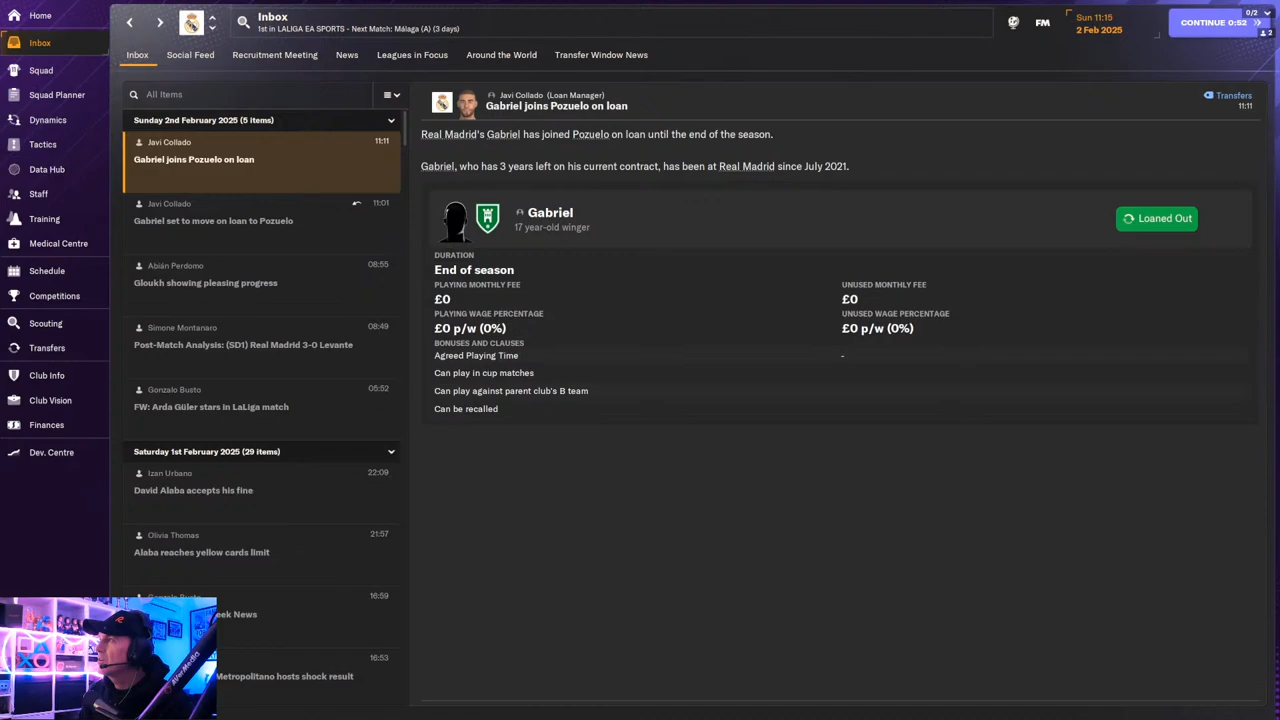 Home
Inbox
Squad
Squad Planner
Dynamics
Tactics
Data Hub
Staff
Training
Medical Centre
Schedule
Competitions
Scouting
Transfers
Club Info
Club Vision
Finances
Dev. Centre
Inbox
1st in LALIGA EA SPORTS - Next Match: Málaga (A) (3 days)
FM
Sun 11:15
2 Feb 2025
CONTINUE 0:52
0/2
2
Inbox
Social Feed
Recruitment Meeting
News
Leagues in Focus
Around the World
Transfer Window News
All Items
Sunday 2nd February 2025 (5 items)
Javi Collado 11:11
Gabriel joins Pozuelo on loan
Javi Collado 11:01
Gabriel set to move on loan to Pozuelo
Abián Perdomo 08:55
Gloukh showing pleasing progress
Simone Montanaro 08:49
Post-Match Analysis: (SD1) Real Madrid 3-0 Levante
Gonzalo Busto 05:52
FW: Arda Güler stars in LaLiga match
Saturday 1st February 2025 (29 items)
Izan Urbano 22:09
David Alaba accepts his fine
Olivia Thomas 21:57
Alaba reaches yellow cards limit
16:59
News
16:53
Metropolitano hosts shock result
Javi Collado (Loan Manager)
Gabriel joins Pozuelo on loan
Transfers
11:11
Real Madrid's Gabriel has joined Pozuelo on loan until the end of the season.
Gabriel, who has 3 years left on his current contract, has been at Real Madrid since July 2021.
Gabriel
17 year-old winger
Loaned Out
DURATION
End of season
PLAYING MONTHLY FEE
£0
UNUSED MONTHLY FEE
£0
PLAYING WAGE PERCENTAGE
£0 p/w (0%)
UNUSED WAGE PERCENTAGE
£0 p/w (0%)
BONUSES AND CLAUSES
Agreed Playing Time -
Can play in cup matches
Can play against parent club's B team
Can be recalled
AVerMedia